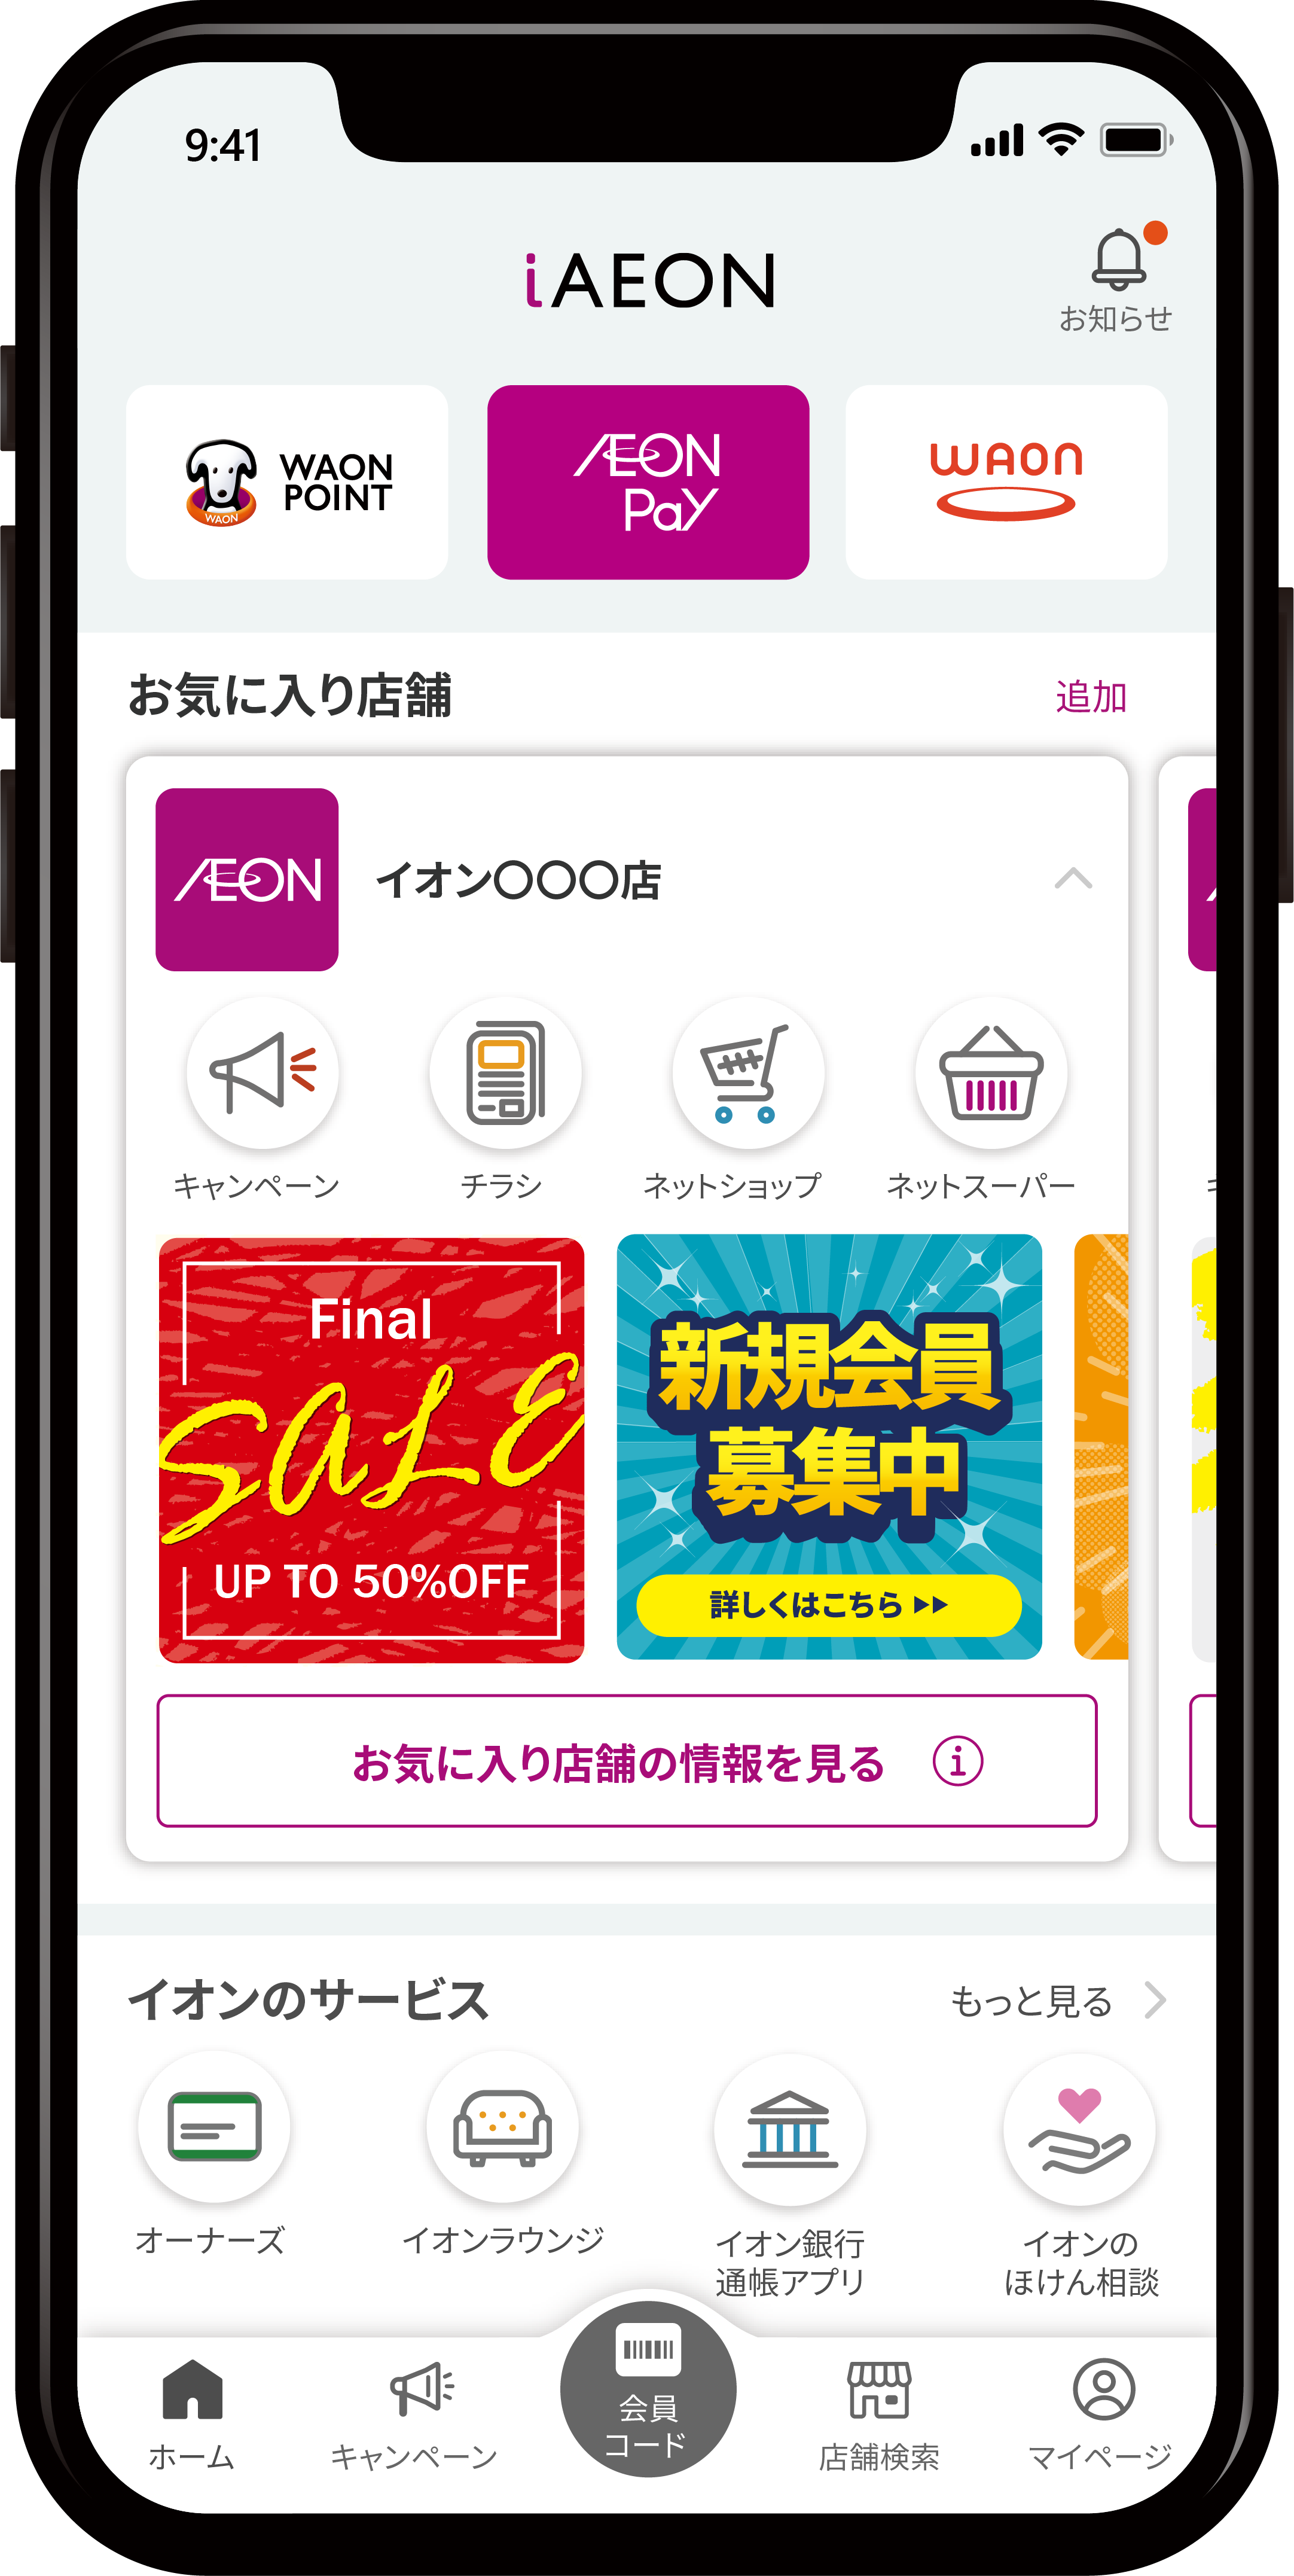 9:41
iAEON
お知らせ
WAON
WAON
POINT
AEON
Pay
WAON
お気に入り店舗
追加
AEON
イオン〇〇〇店
キャンペーン
チラシ
ネットショップ
ネットスーパー
Final
SALE
UP TO 50%OFF
新規会員
募集中
詳しくはこちら
お気に入り店舗の情報を見る
イオンのサービス
もっと見る
オーナーズ
イオンラウンジ
イオン銀行
通帳アプリ
イオンの
ほけん相談
ホーム
キャンペーン
会員
コード
店舗検索
マイページ